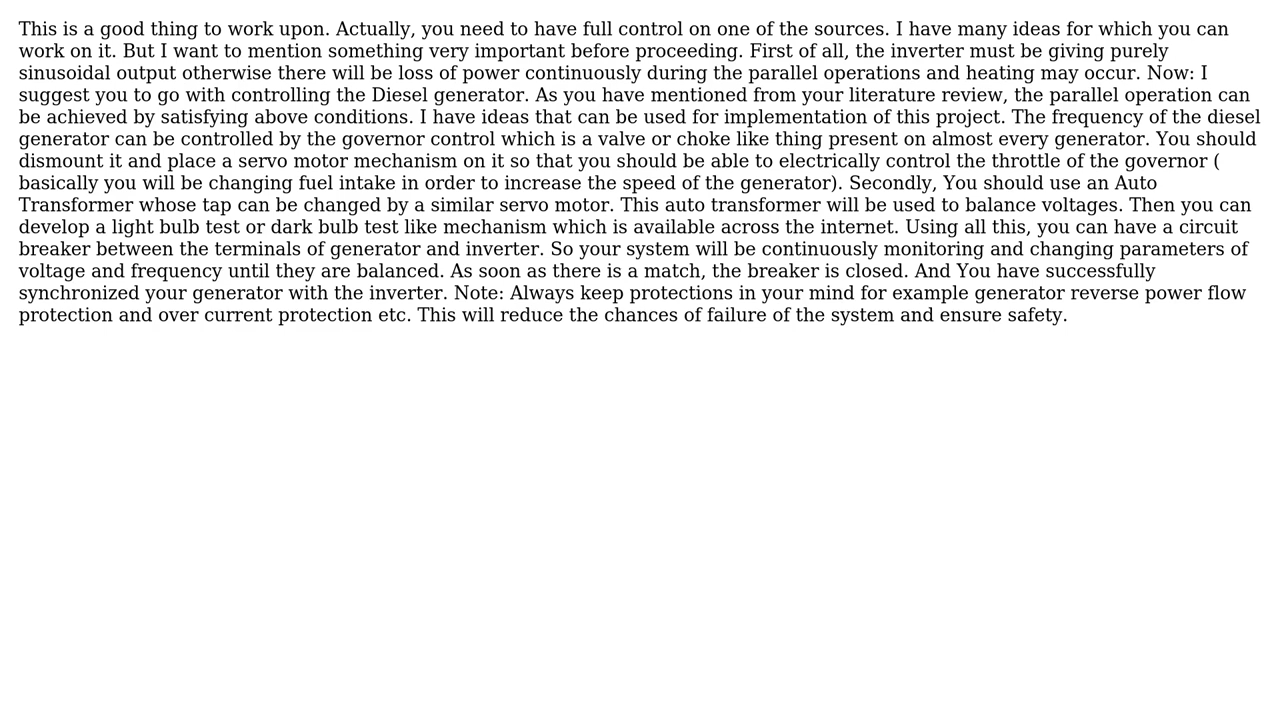 This is a good thing to work upon. Actually, you need to have full control on one of the sources. I have many ideas for which you can
work on it. But I want to mention something very important before proceeding. First of all, the inverter must be giving purely
sinusoidal output otherwise there will be loss of power continuously during the parallel operations and heating may occur. Now: I
suggest you to go with controlling the Diesel generator. As you have mentioned from your literature review, the parallel operation can
be achieved by satisfying above conditions. I have ideas that can be used for implementation of this project. The frequency of the diesel
generator can be controlled by the governor control which is a valve or choke like thing present on almost every generator. You should
dismount it and place a servo motor mechanism on it so that you should be able to electrically control the throttle of the governor (
basically you will be changing fuel intake in order to increase the speed of the generator). Secondly, You should use an Auto
Transformer whose tap can be changed by a similar servo motor. This auto transformer will be used to balance voltages. Then you can
develop a light bulb test or dark bulb test like mechanism which is available across the internet. Using all this, you can have a circuit
breaker between the terminals of generator and inverter. So your system will be continuously monitoring and changing parameters of
voltage and frequency until they are balanced. As soon as there is a match, the breaker is closed. And You have successfully
synchronized your generator with the inverter. Note: Always keep protections in your mind for example generator reverse power flow
protection and over current protection etc. This will reduce the chances of failure of the system and ensure safety.